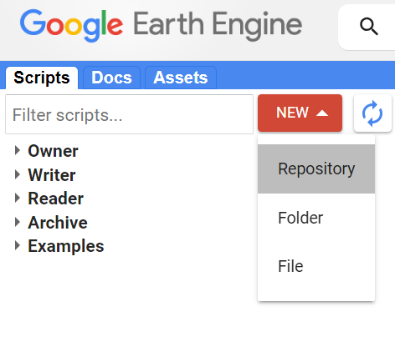 Google Earth Engine
Scripts Docs Assets
Filter scripts... NEW
Owner
Writer
Reader
Archive
Examples
Repository
Folder
File